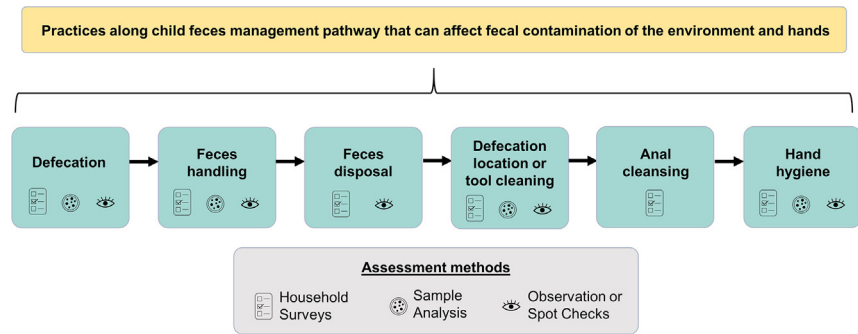 Practices along child feces management pathway that can affect fecal contamination of the environment and hands
Defecation
Feces
handling
Feces
disposal
Defecation
location or
tool cleaning
Anal
cleansing
Hand
hygiene
Assessment methods
Household
Surveys
Sample
Analysis
Observation or
Spot Checks